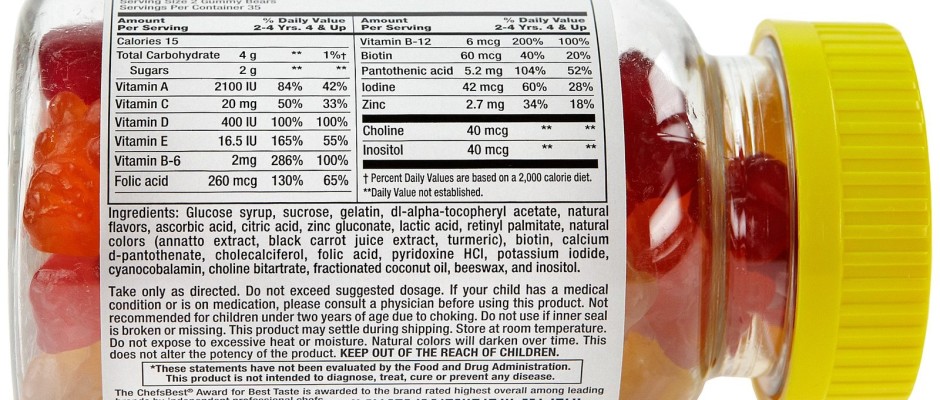 Serving Size 2 Gummy Bears
Servings Per Container 35
Amount Per Serving % Daily Value 2-4 Yrs. 4 & Up
Calories 15
Total Carbohydrate 4 g ** 1%†
Sugars 2 g ** **
Vitamin A 2100 IU 84% 42%
Vitamin C 20 mg 50% 33%
Vitamin D 400 IU 100% 100%
Vitamin E 16.5 IU 165% 55%
Vitamin B-6 2mg 286% 100%
Folic acid 260 mcg 130% 65%
Amount Per Serving % Daily Value 2-4 Yrs. 4 & Up
Vitamin B-12 6 mcg 200% 100%
Biotin 60 mcg 40% 20%
Pantothenic acid 5.2 mg 104% 52%
Iodine 42 mcg 60% 28%
Zinc 2.7 mg 34% 18%
Choline 40 mcg ** **
Inositol 40 mcg ** **
† Percent Daily Values are based on a 2,000 calorie diet.
**Daily Value not established.
Ingredients: Glucose syrup, sucrose, gelatin, dl-alpha-tocopheryl acetate, natural
flavors, ascorbic acid, citric acid, zinc gluconate, lactic acid, retinyl palmitate, natural
colors (annatto extract, black carrot juice extract, turmeric), biotin, calcium
d-pantothenate, cholecalciferol, folic acid, pyridoxine HCl, potassium iodide,
cyanocobalamin, choline bitartrate, fractionated coconut oil, beeswax, and inositol.
Take only as directed. Do not exceed suggested dosage. If your child has a medical
condition or is on medication, please consult a physician before using this product. Not
recommended for children under two years of age due to choking. Do not use if inner seal
is broken or missing. This product may settle during shipping. Store at room temperature.
Do not expose to excessive heat or moisture. Natural colors will darken over time. This
does not alter the potency of the product. KEEP OUT OF THE REACH OF CHILDREN.
*These statements have not been evaluated by the Food and Drug Administration.
This product is not intended to diagnose, treat, cure or prevent any disease.
The ChefsBest® Award for Best Taste is awarded to the brand rated highest overall among leading
brands by independent professional chefs.